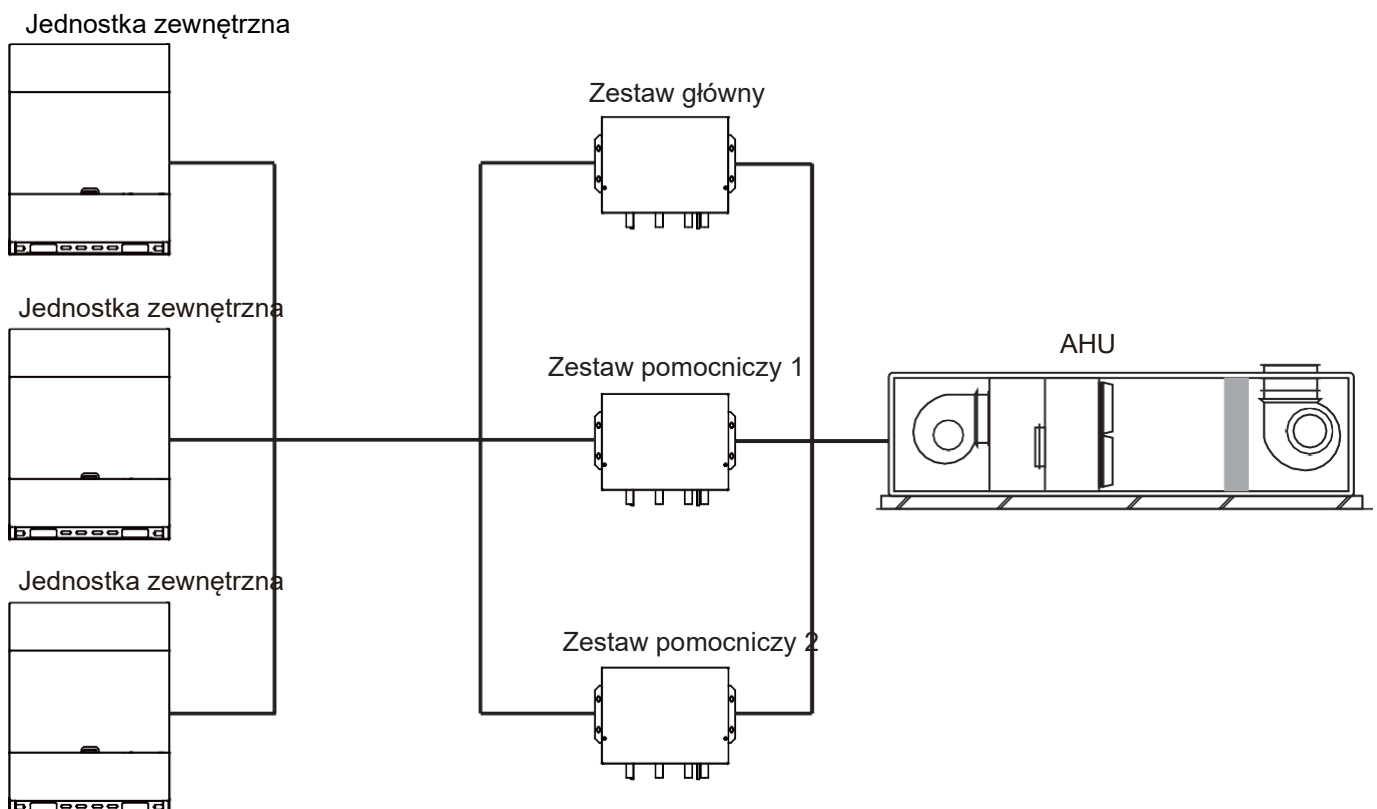 Jednostka zewnętrzna
Zestaw główny
Jednostka zewnętrzna
AHU
Zestaw pomocniczy 1
Jednostka zewnętrzna
Zestaw pomocniczy 2